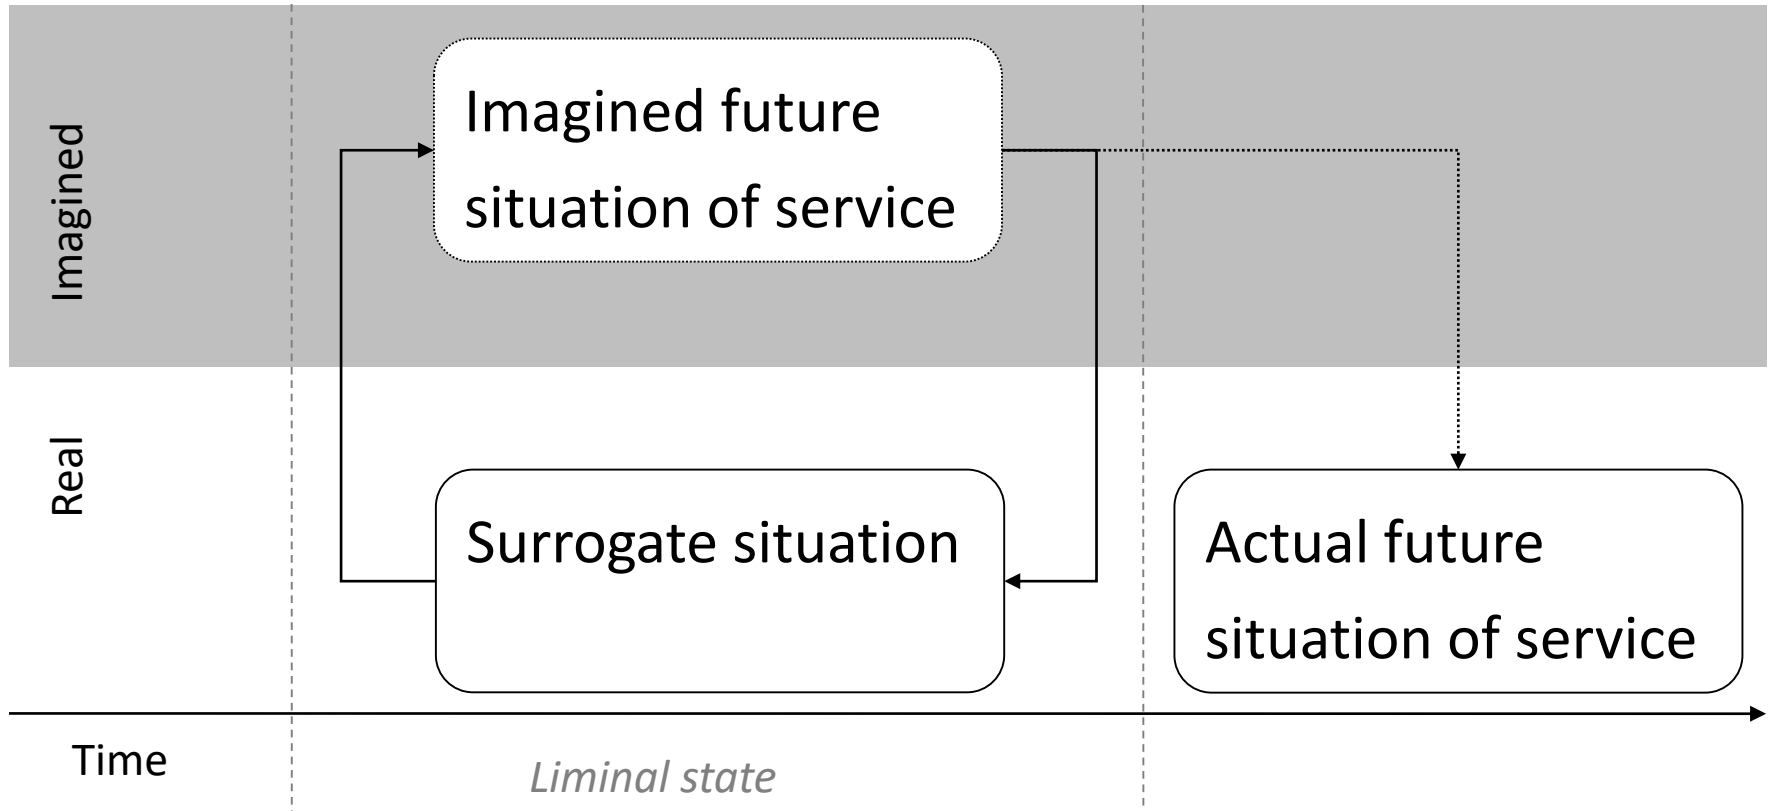 Imagined
Imagined future
situation of service
Real
Surrogate situation
Actual future
situation of service
Time
Liminal state